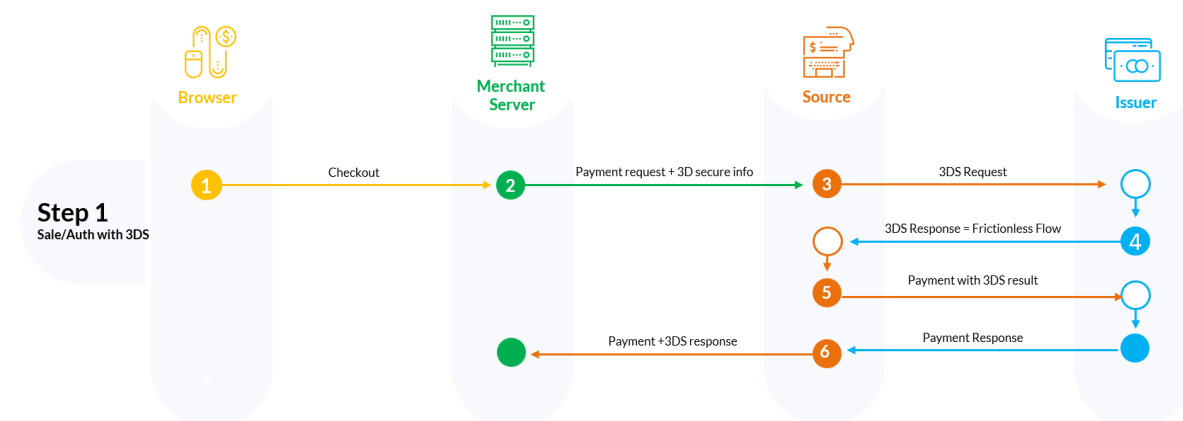 Browser
Merchant
Server
Source
Issuer
$
$
Step 1
Sale/Auth with 3DS
1
Checkout
2
Payment request + 3D secure info
3
3DS Request
3DS Response = Frictionless Flow
4
5
Payment with 3DS result
Payment +3DS response
6
Payment Response
5